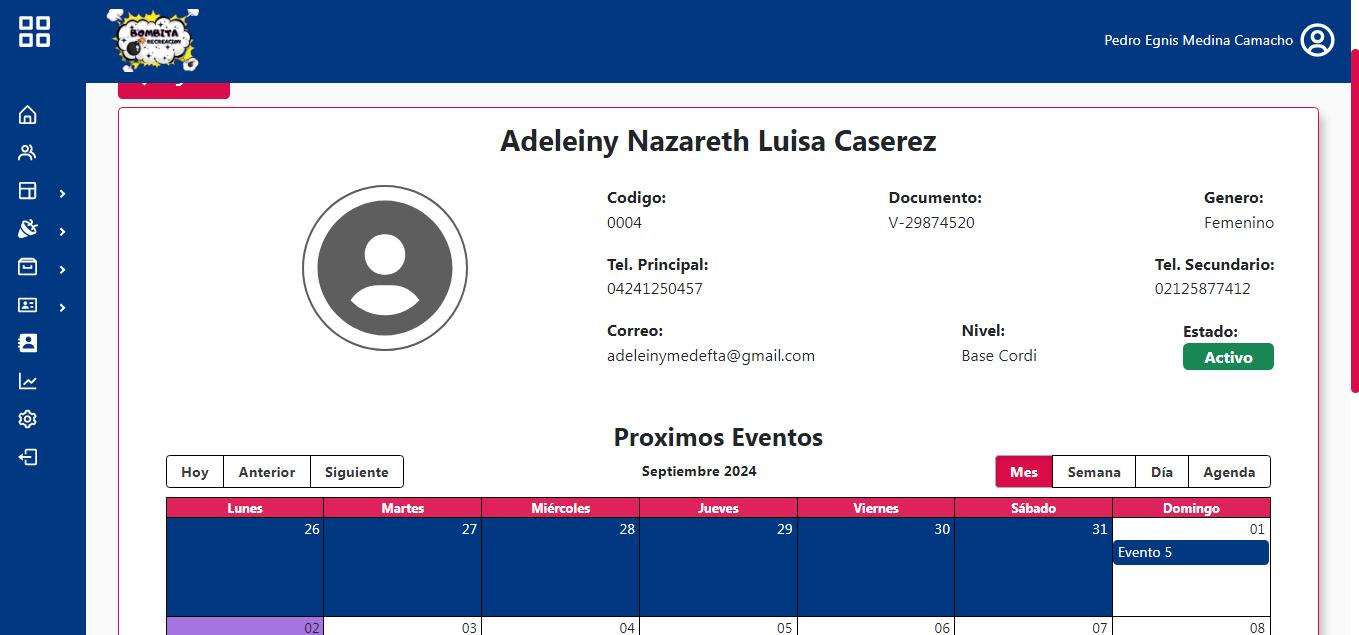 BOMBITA
RECREACION
Pedro Egnis Medina Camacho
Adeleiny Nazareth Luisa Caserez
Codigo: Documento: Genero:
0004 V-29874520 Femenino
Tel. Principal: Tel. Secundario:
04241250457 02125877412
Correo: Nivel: Estado:
adeleinymedefta@gmail.com Base Cordi Activo
Proximos Eventos
Hoy Anterior Siguiente Septiembre 2024 Mes Semana Día Agenda
Lunes Martes Miércoles Jueves Viernes Sábado Domingo
26 27 28 29 30 31 01
Evento 5
02 03 04 05 06 07 08